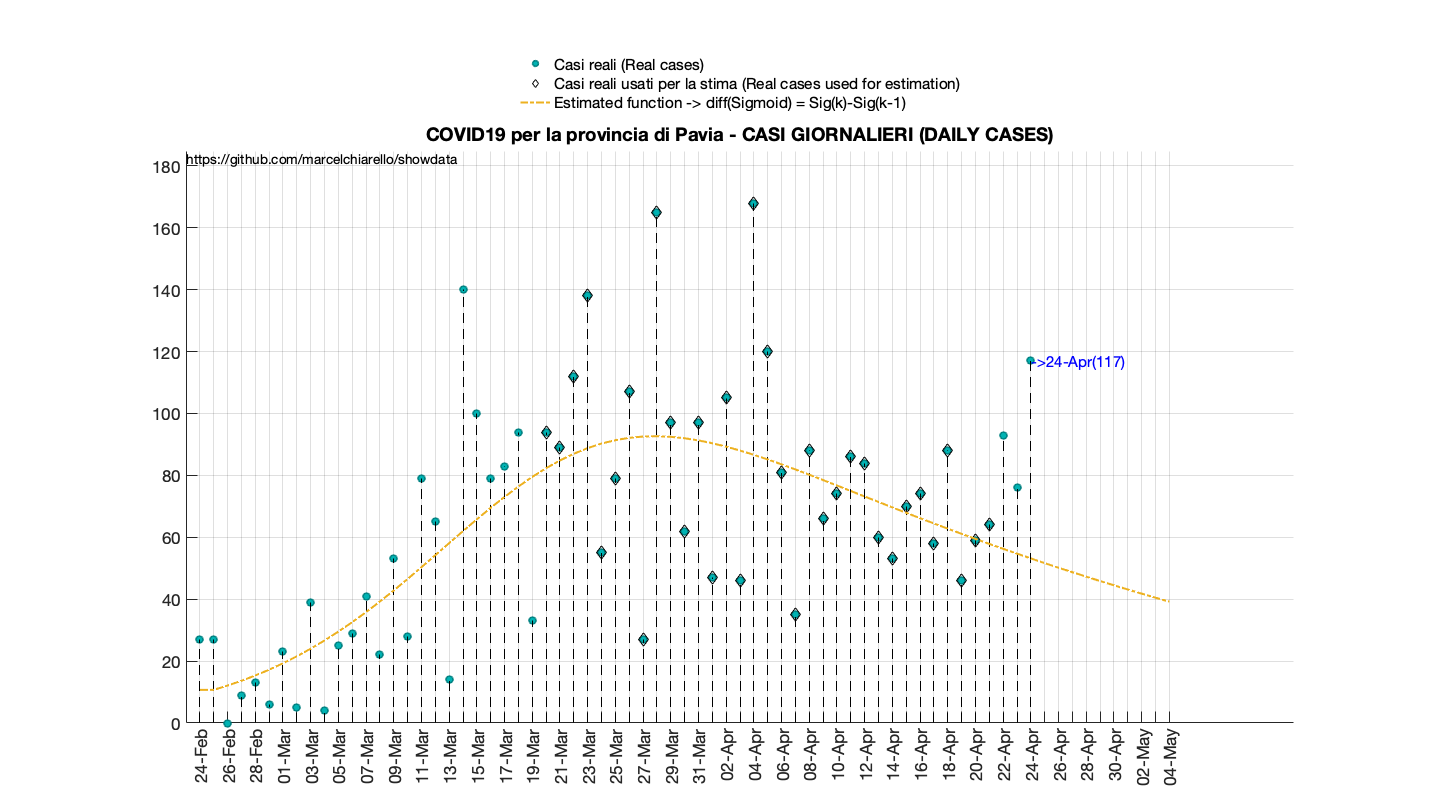 Casi reali (Real cases)
Casi reali usati per la stima (Real cases used for estimation)
Estimated function -> diff(Sigmoid) = Sig(k)-Sig(k-1)
COVID19 per la provincia di Pavia - CASI GIORNALIERI (DAILY CASES)
https://github.com/marcelchiarello/showdata
180
160
140
120
100
80
60
40
20
0
->24-Apr(117)
24-Feb
26-Feb
28-Feb
01-Mar
03-Mar
05-Mar
07-Mar
09-Mar
11-Mar
13-Mar
15-Mar
17-Mar
19-Mar
21-Mar
23-Mar
25-Mar
27-Mar
29-Mar
31-Mar
02-Apr
04-Apr
06-Apr
08-Apr
10-Apr
12-Apr
14-Apr
16-Apr
18-Apr
20-Apr
22-Apr
24-Apr
26-Apr
28-Apr
30-Apr
02-May
04-May